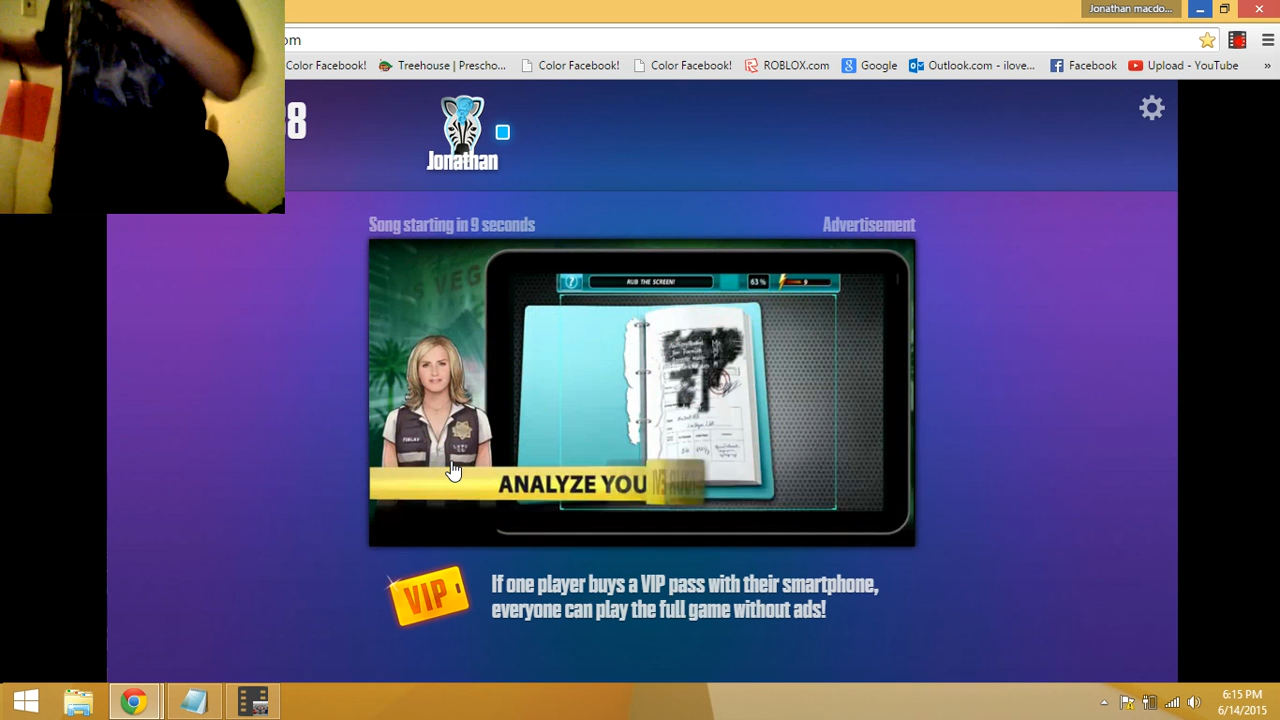 Jonathan macdo...
om
Color Facebook!
Treehouse | Prescho...
Color Facebook!
Color Facebook!
ROBLOX.com
Google
Outlook.com - ilove...
Facebook
Upload - YouTube
»
8
Jonathan
Song starting in 9 seconds
Advertisement
S VEG
RUB THE SCREEN!
63 %
9
FINLAY
ANALYZE YOU
VIP
If one player buys a VIP pass with their smartphone,
everyone can play the full game without ads!
6:15 PM
6/14/2015